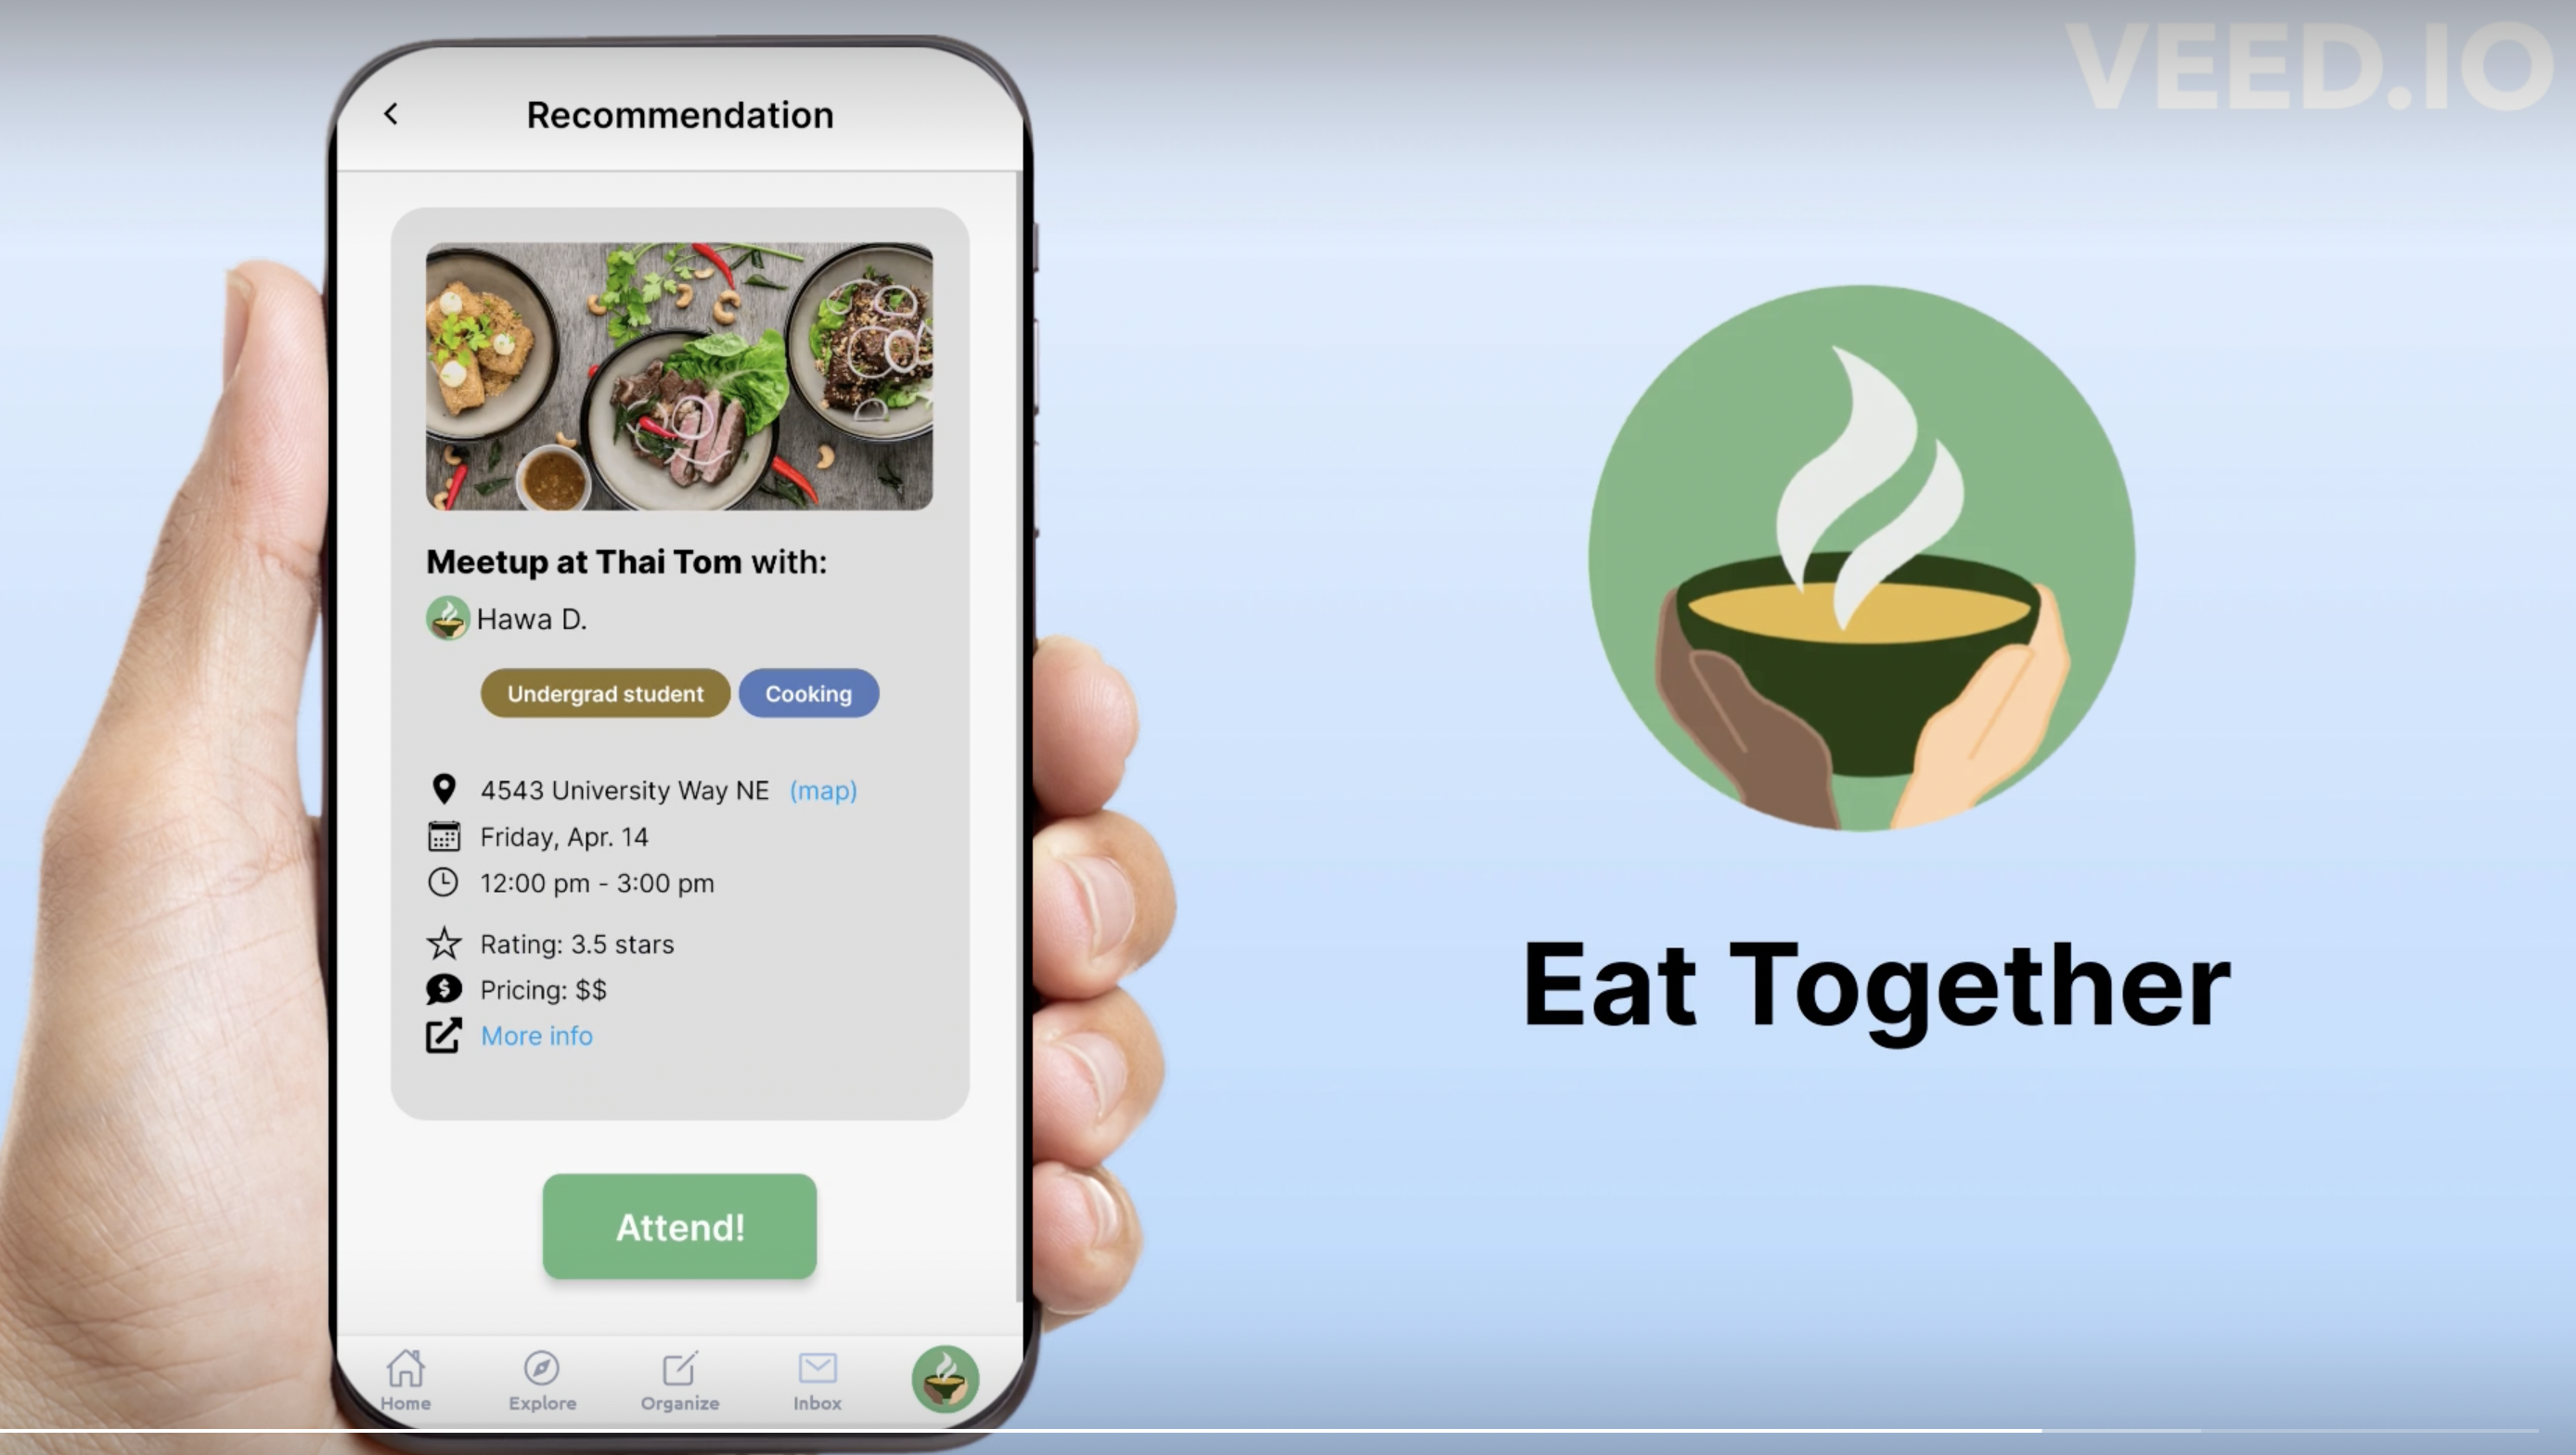 VEED.IO
Recommendation
Meetup at Thai Tom with:
Hawa D.
Undergrad student Cooking
4543 University Way NE (map)
Friday, Apr. 14
12:00 pm - 3:00 pm
Rating: 3.5 stars
Pricing: $$
More info
Attend!
Home Explore Organize Inbox
Eat Together